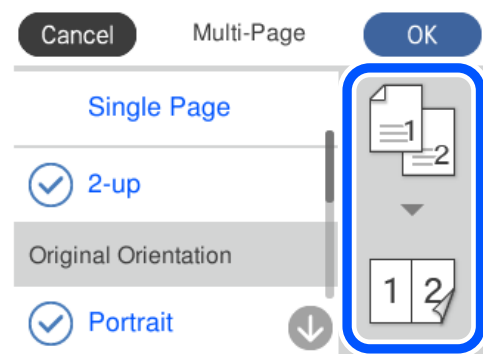 Cancel Multi-Page OK
Single Page
2-up
Original Orientation
Portrait
1
2
1 2